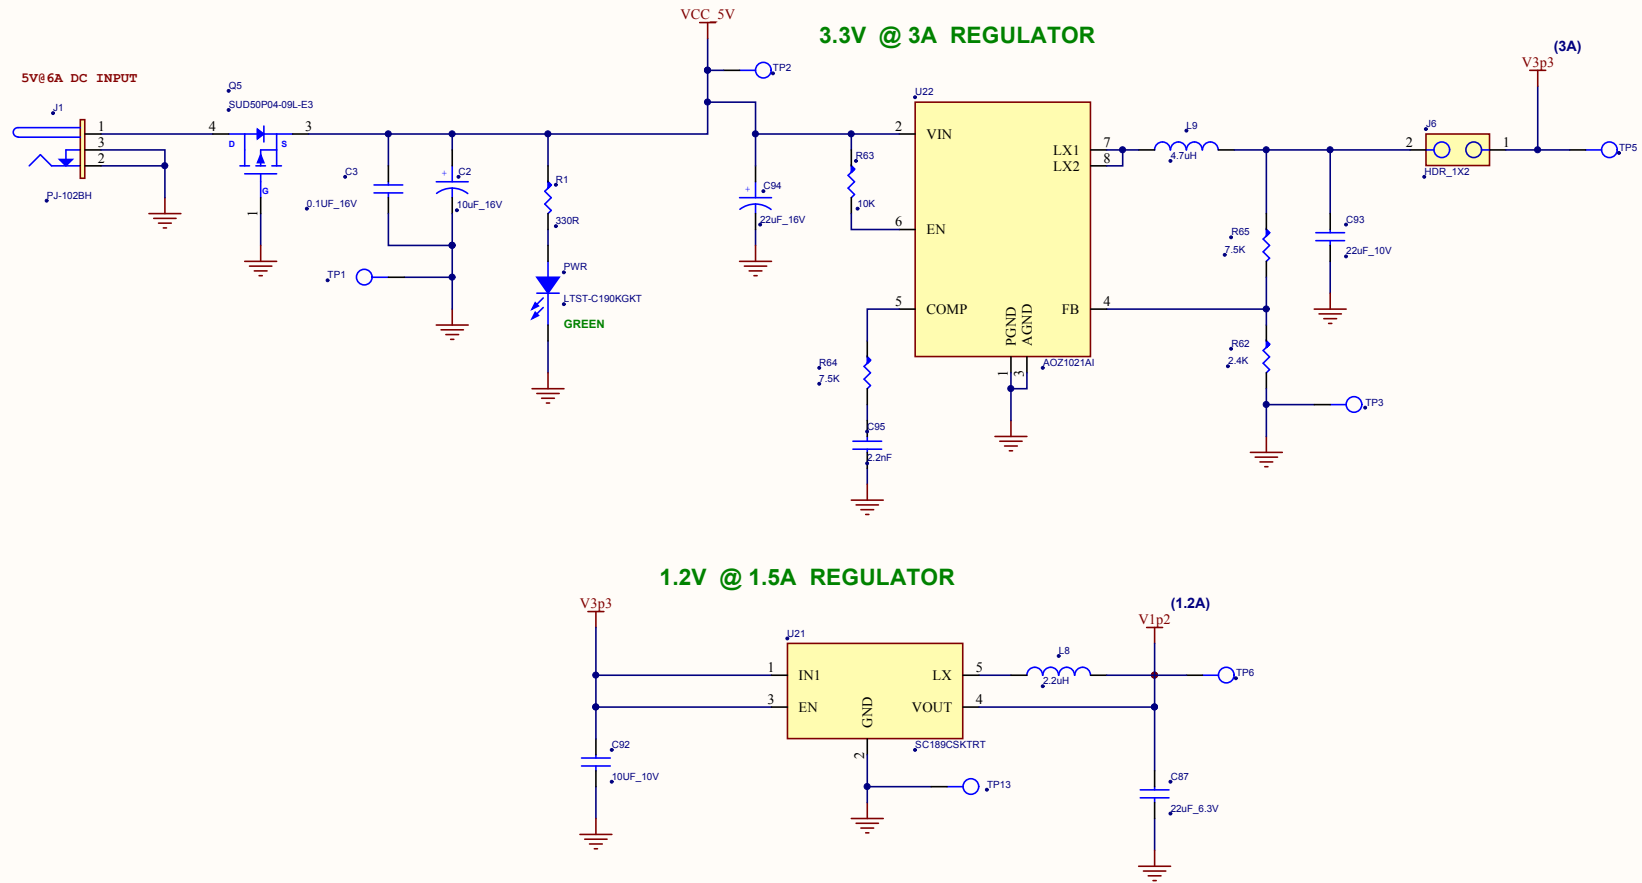 VCC_5V
3.3V @ 3A REGULATOR
(3A)
V3p3
5V@6A DC INPUT
TP2
Q5
SUD50P04-09L-E3
J1
1
3
2
PJ-102BH
4
3
D
S
G
1
C3
0.1UF_16V
C2
+
10uF_16V
R1
330R
TP1
PWR
LTST-C190KGKT
GREEN
C94
+
22uF_16V
R63
10K
U22
2
VIN
6
EN
5
COMP
LX1
7
LX2
8
FB
4
PGND
AGND
1
3
AOZ1021AI
R64
7.5K
C95
2.2nF
L9
4.7uH
J6
2
1
HDR_1X2
TP5
R65
7.5K
C93
22uF_10V
R62
2.4K
TP3
1.2V @ 1.5A REGULATOR
V3p3
(1.2A)
V1p2
U21
1
IN1
3
EN
LX
5
VOUT
4
GND
2
SC189CSKTRT
L8
2.2uH
TP6
C92
10UF_10V
TP13
C87
22uF_6.3V